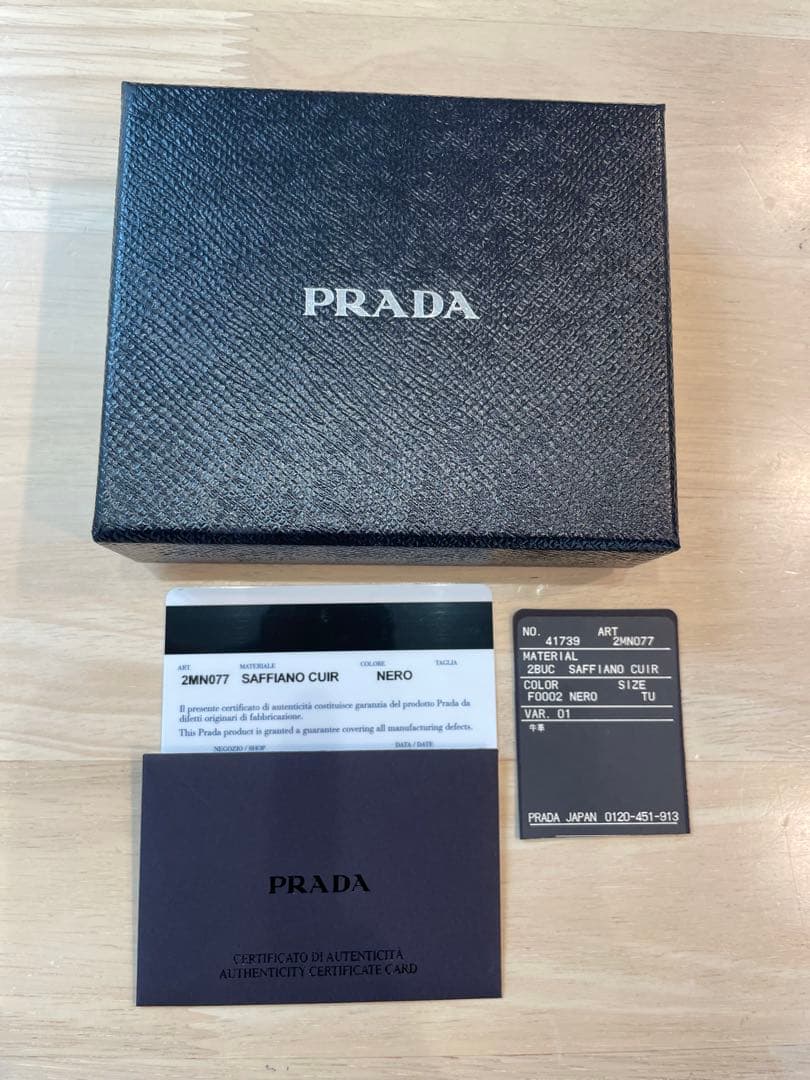 PRADA
ART. MATERIALE COLORE TAGLIA
2MN077 SAFFIANO CUIR NERO
Il presente certificato di autenticità costituisce garanzia del prodotto Prada da
difetti originari di fabbricazione.
This Prada product is granted a guarantee covering all manufacturing defects.
NEGOZIO / SHOP DATA / DATE
PRADA
CERTIFICATO DI AUTENTICITÀ
AUTHENTICITY CERTIFICATE CARD
NO. ART
41739 2MN077
MATERIAL
2BUC SAFFIANO CUIR
COLOR SIZE
F0002 NERO TU
VAR. 01
牛革
PRADA JAPAN 0120-451-913